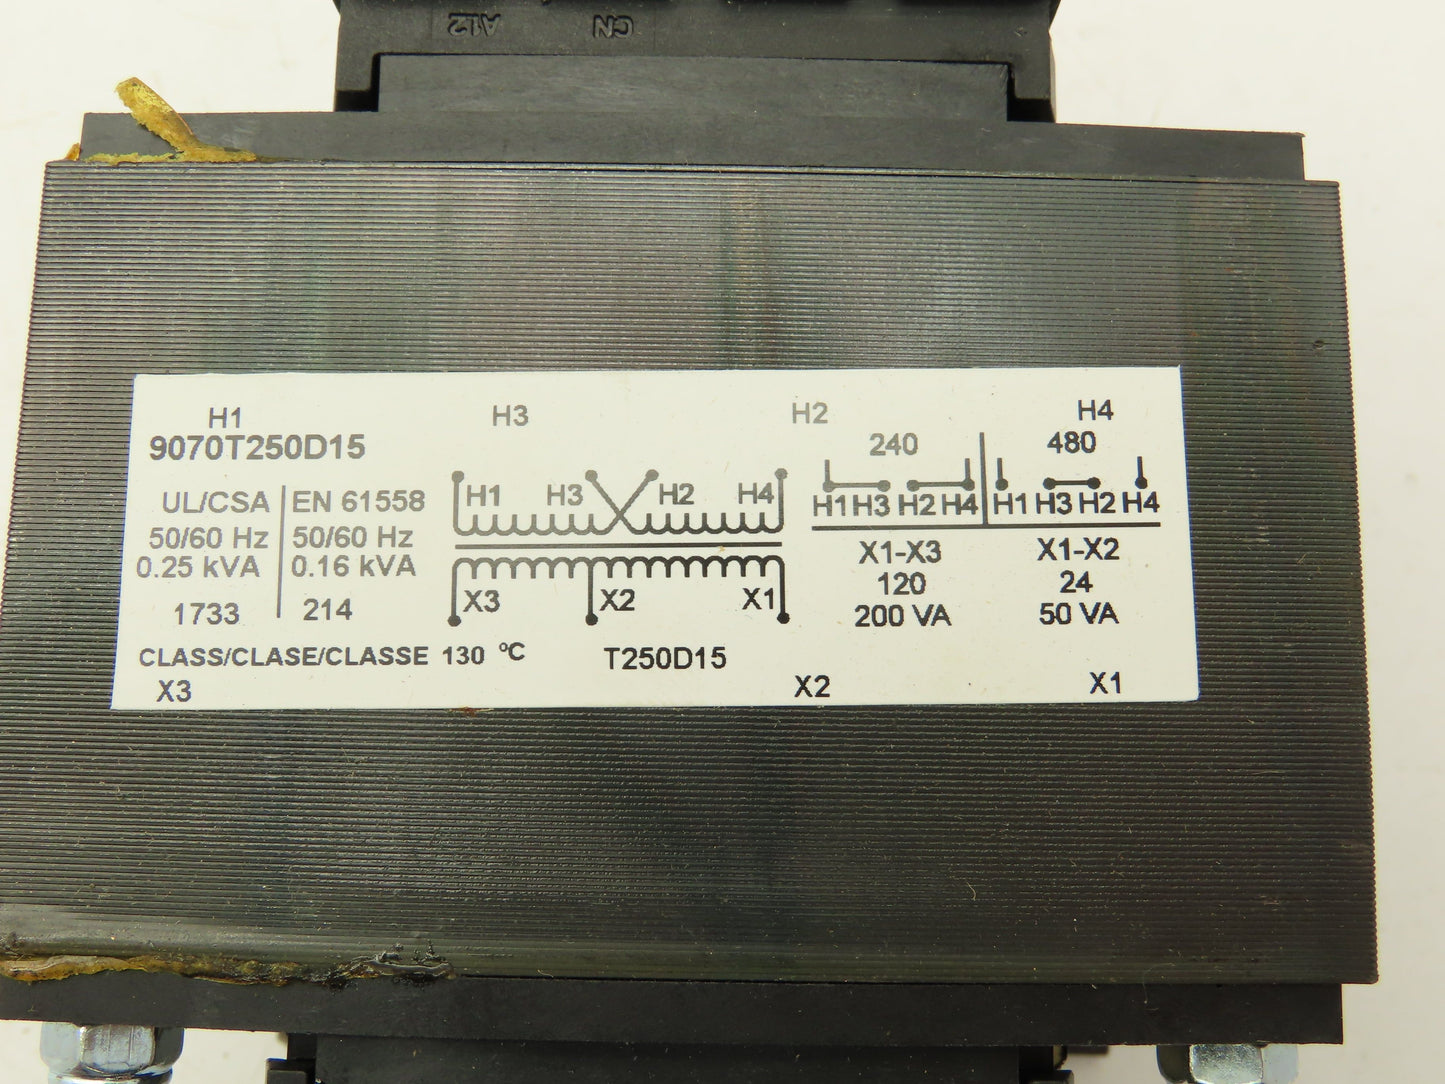 A12 CN
H1 H3 H2 H4
9070T250D15
240 480
UL/CSA EN 61558
H1 H3 H2 H4
H1 H3 H2 H4 H1 H3 H2 H4
50/60 Hz 50/60 Hz
0.25 kVA 0.16 kVA
X1-X3 X1-X2
120 24
X3 X2 X1
1733 214
200 VA 50 VA
CLASS/CLASE/CLASSE 130 °C T250D15
X3 X2 X1